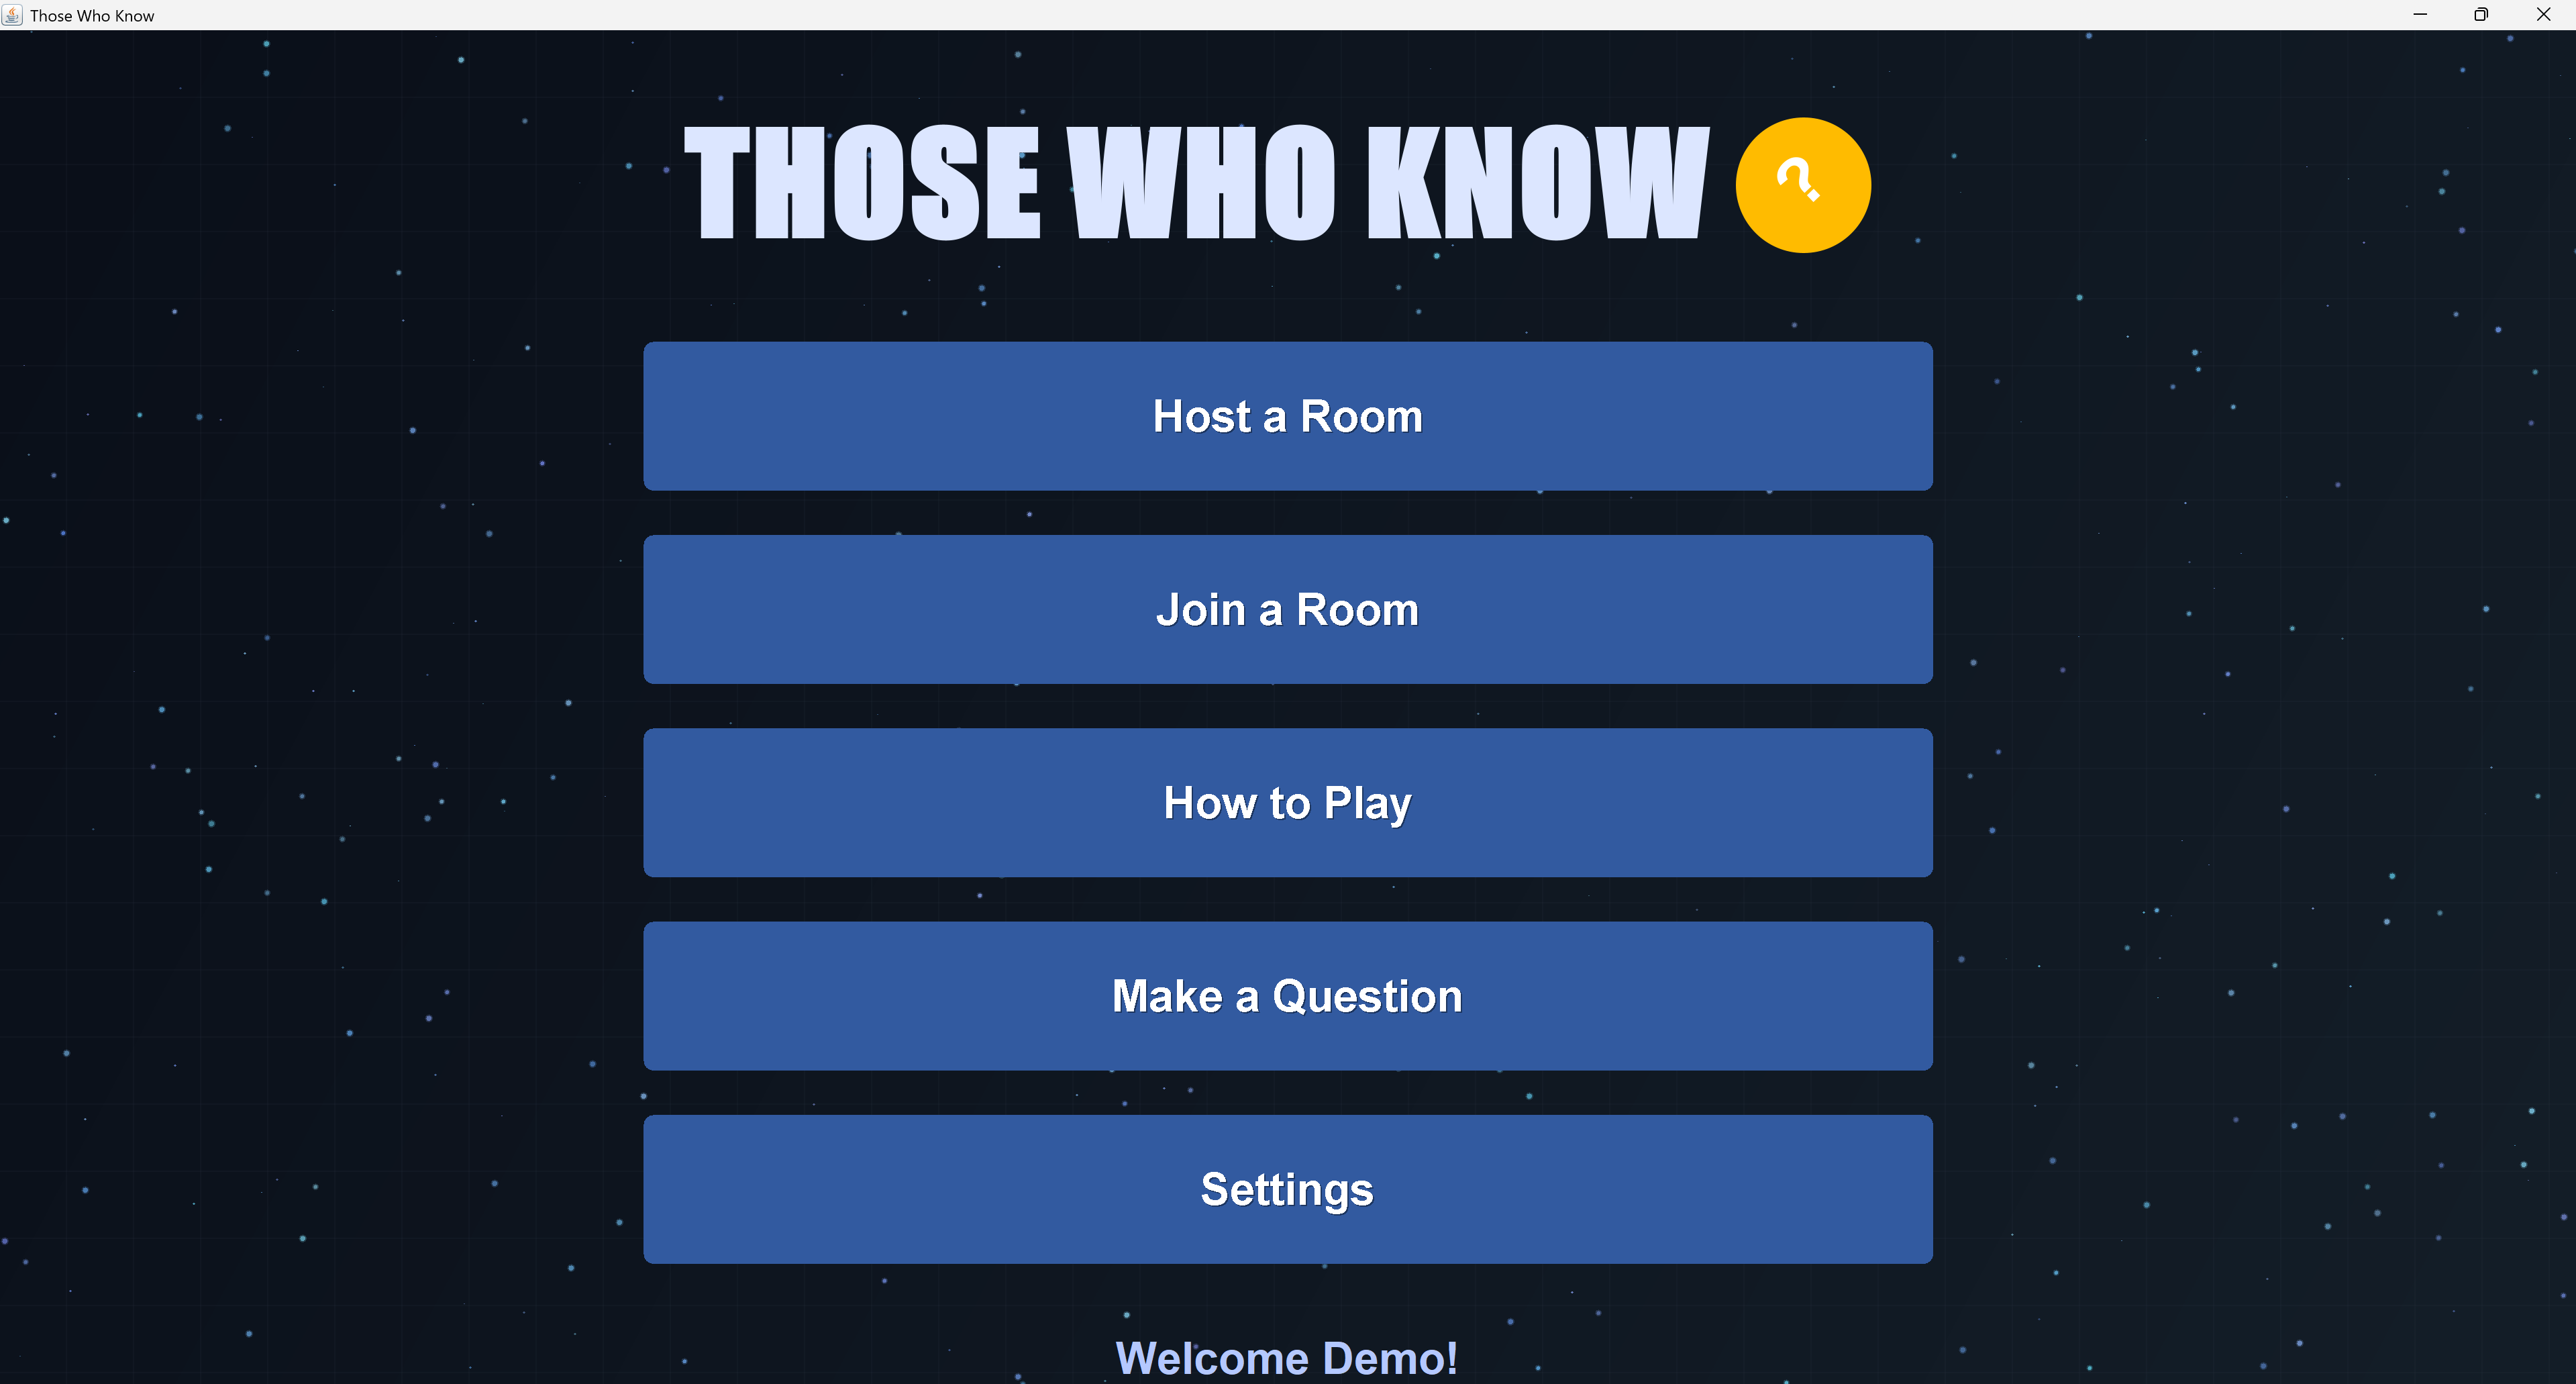 Those Who Know
THOSE WHO KNOW ?
Host a Room
Join a Room
How to Play
Make a Question
Settings
Welcome Demo!